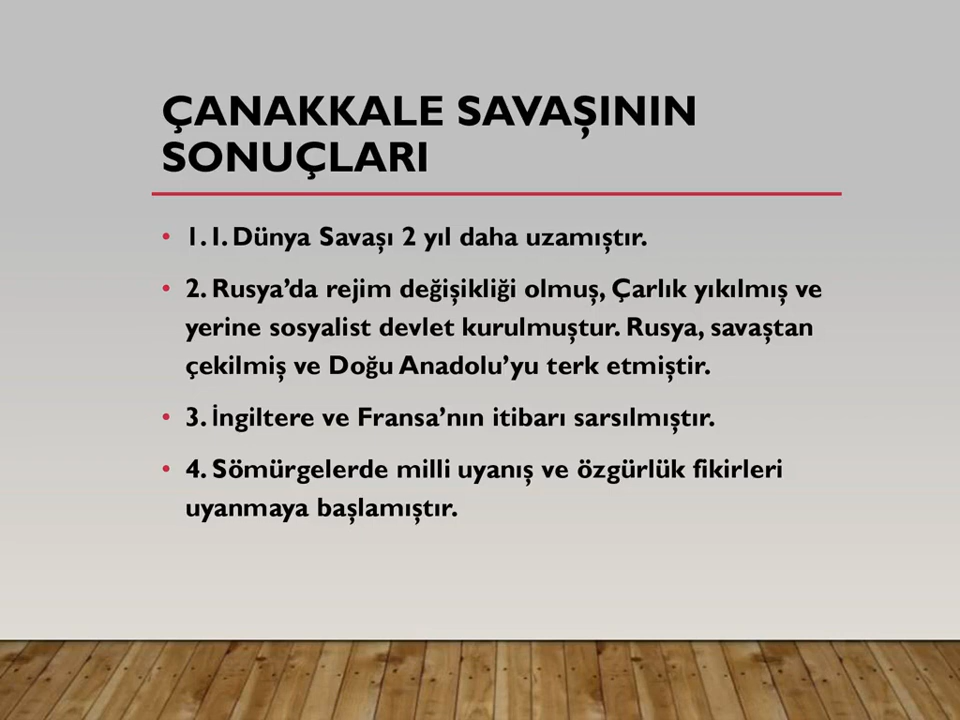 ÇANAKKALE SAVAŞININ
SONUÇLARI
• 1. I. Dünya Savaşı 2 yıl daha uzamıştır.
• 2. Rusya’da rejim değişikliği olmuş, Çarlık yıkılmış ve
yerine sosyalist devlet kurulmuştur. Rusya, savaştan
çekilmiş ve Doğu Anadolu’yu terk etmiştir.
• 3. İngiltere ve Fransa’nın itibarı sarsılmıştır.
• 4. Sömürgelerde milli uyanış ve özgürlük fikirleri
uyanmaya başlamıştır.